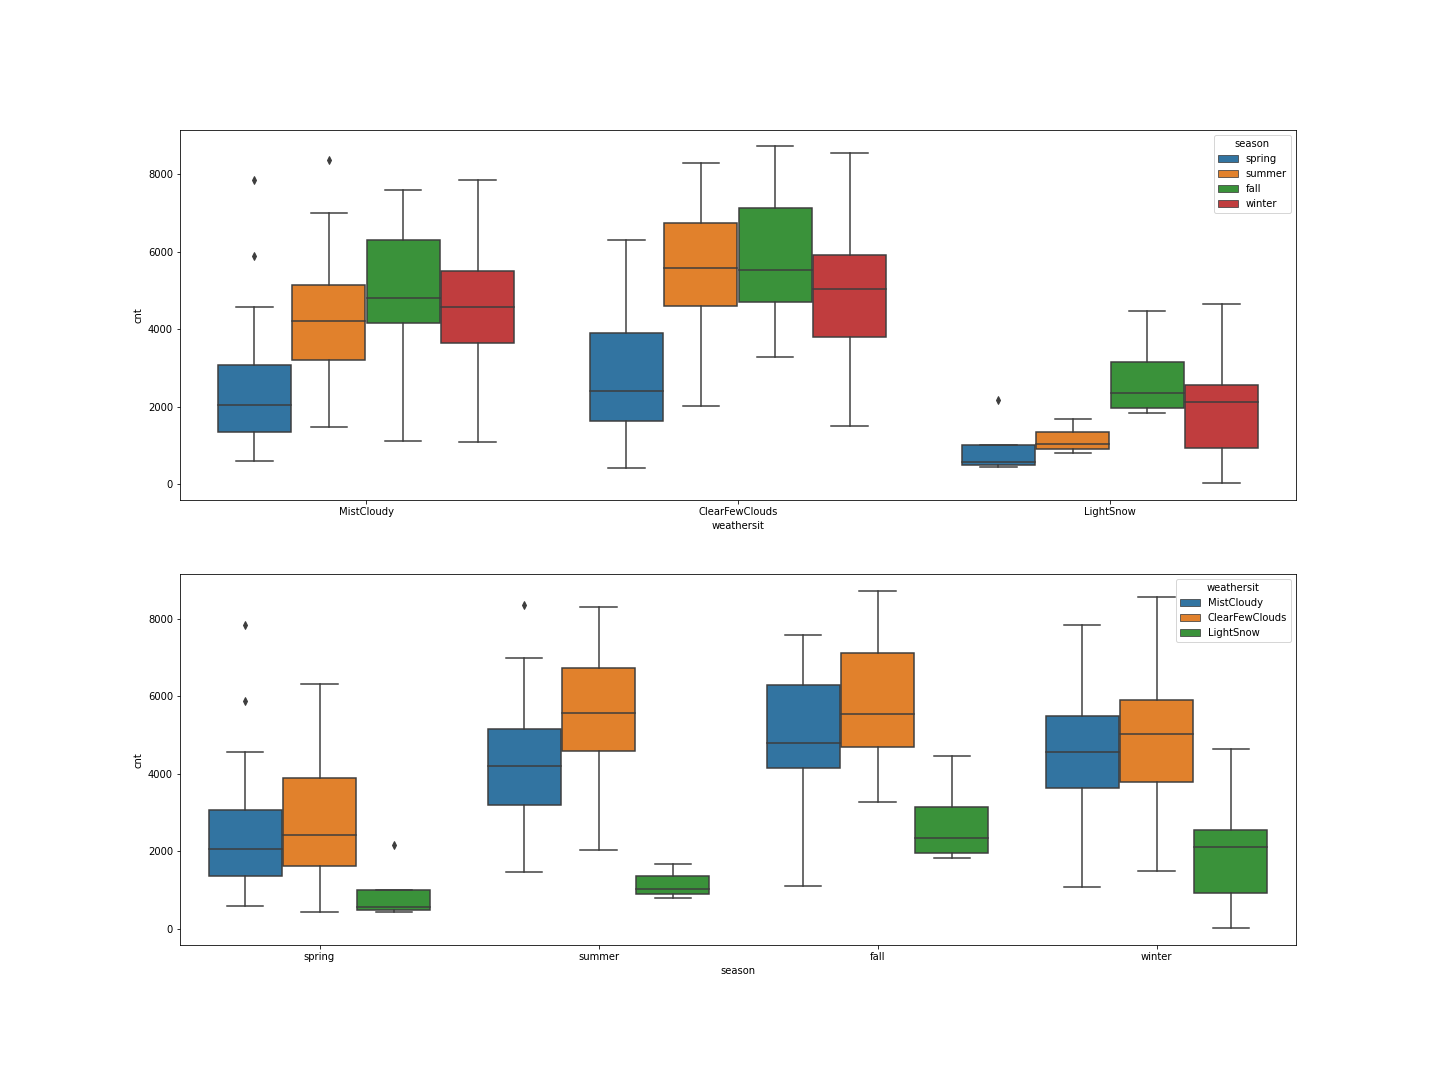 season
spring
summer
fall
winter
8000
6000
4000
2000
0
cnt
MistCloudy ClearFewClouds LightSnow
weathersit
weathersit
MistCloudy
ClearFewClouds
LightSnow
8000
6000
4000
2000
0
cnt
spring summer fall winter
season